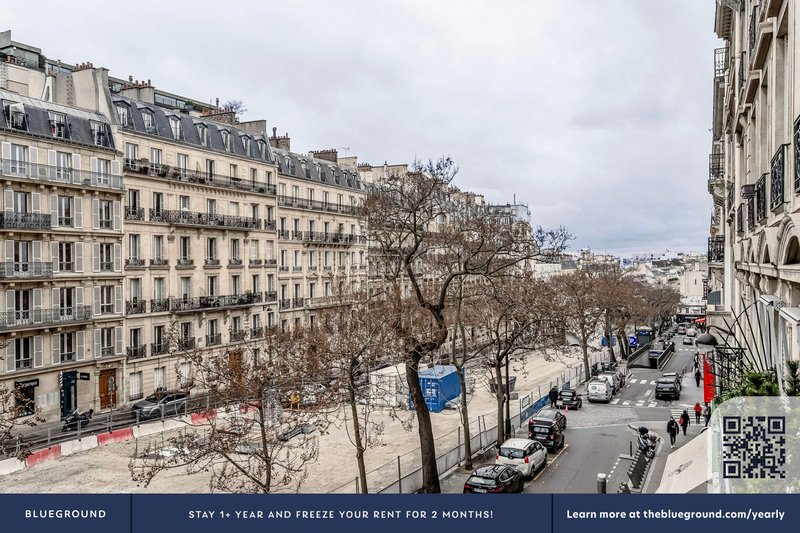 BLUEGROUND
STAY 1+ YEAR AND FREEZE YOUR RENT FOR 2 MONTHS!
Learn more at theblueground.com/yearly